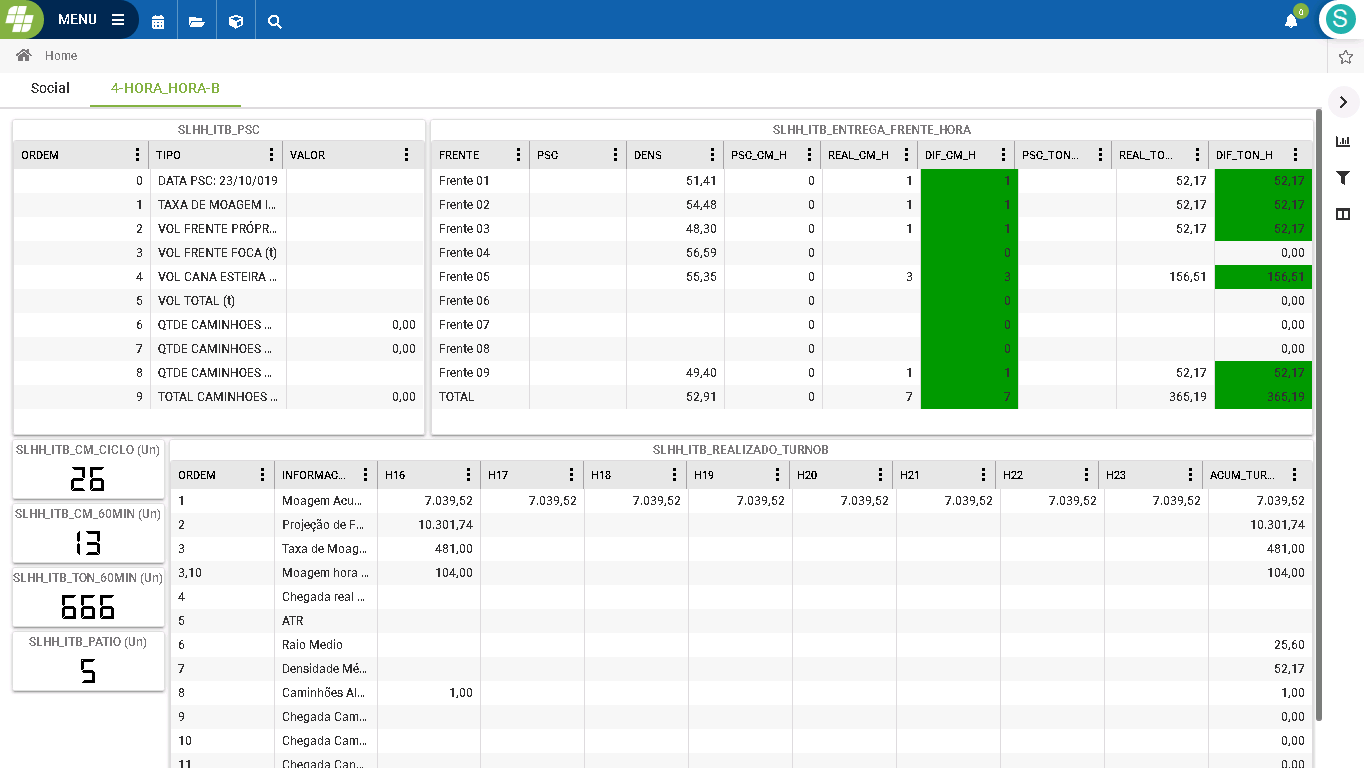 MENU
0
S
Home
Social 4-HORA_HORA-B
SLHH_ITB_PSC
ORDEM TIPO VALOR
0 DATA PSC: 23/10/019
1 TAXA DE MOAGEM I...
2 VOL FRENTE PRÓPR...
3 VOL FRENTE FOCA (t)
4 VOL CANA ESTEIRA ...
5 VOL TOTAL (t)
6 QTDE CAMINHOES ... 0,00
7 QTDE CAMINHOES ... 0,00
8 QTDE CAMINHOES ...
9 TOTAL CAMINHOES ... 0,00
SLHH_ITB_ENTREGA_FRENTE_HORA
FRENTE PSC DENS PSC_CM_H REAL_CM_H DIF_CM_H PSC_TON... REAL_TO... DIF_TON_H
Frente 01 51,41 0 1 1 52,17 52,17
Frente 02 54,48 0 1 1 52,17 52,17
Frente 03 48,30 0 1 1 52,17 52,17
Frente 04 56,59 0 0 0,00
Frente 05 55,35 0 3 3 156,51 156,51
Frente 06 0 0 0,00
Frente 07 0 0 0,00
Frente 08 0 0 0,00
Frente 09 49,40 0 1 1 52,17 52,17
TOTAL 52,91 0 7 7 365,19 365,19
SLHH_ITB_CM_CICLO (Un)
26
SLHH_ITB_CM_60MIN (Un)
13
SLHH_ITB_TON_60MIN (Un)
666
SLHH_ITB_PATIO (Un)
5
SLHH_ITB_REALIZADO_TURNOB
ORDEM INFORMAC... H16 H17 H18 H19 H20 H21 H22 H23 ACUM_TUR...
1 Moagem Acu... 7.039,52 7.039,52 7.039,52 7.039,52 7.039,52 7.039,52 7.039,52 7.039,52 7.039,52
2 Projeção de F... 10.301,74 10.301,74
3 Taxa de Moag... 481,00 481,00
3,10 Moagem hora ... 104,00 104,00
4 Chegada real ...
5 ATR
6 Raio Medio 25,60
7 Densidade Mé... 52,17
8 Caminhões Al... 1,00 1,00
9 Chegada Cam... 0,00
10 Chegada Cam... 0,00
11 Chegada Can... 0,00